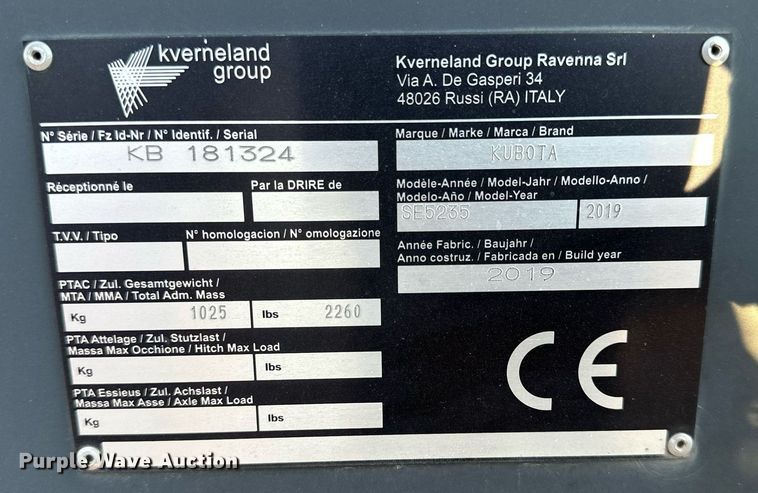 kverneland
group
Kverneland Group Ravenna Srl
Via A. De Gasperi 34
48026 Russi (RA) ITALY
N° Série / Fz Id-Nr / N° Identif. / Serial
KB 181324
Marque / Marke / Marca / Brand
KUBOTA
Réceptionné le
Par la DRIRE de
Modèle-Année / Model-Jahr / Modello-Anno /
Modelo-Año / Model-Year
SE5235
2019
T.V.V. / Tipo
N° homologacion / N° omologazione
Année Fabric. / Baujahr /
Anno costruz. / Fabricada en / Build year
2019
PTAC / Zul. Gesamtgewicht /
MTA / MMA / Total Adm. Mass
Kg 1025 lbs 2260
PTA Attelage / Zul. Stutzlast /
Massa Max Occhione / Hitch Max Load
Kg lbs
PTA Essieus / Zul. Achslast /
Massa Max Asse / Axle Max Load
Kg lbs
CE
Purple Wave Auction